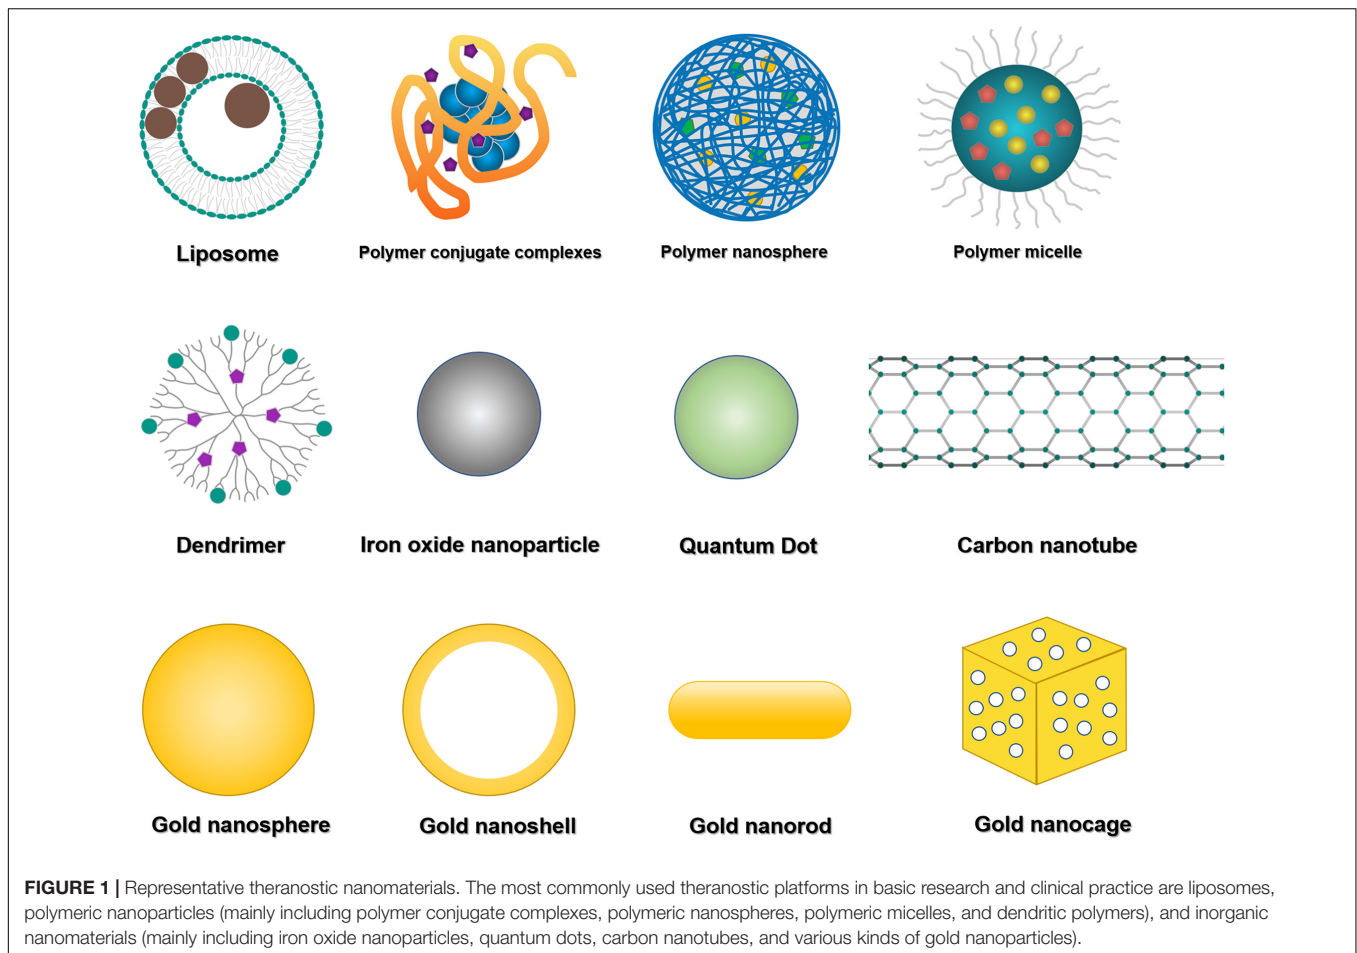 Liposome
Polymer conjugate complexes
Polymer nanosphere
Polymer micelle
Dendrimer
Iron oxide nanoparticle
Quantum Dot
Carbon nanotube
Gold nanosphere
Gold nanoshell
Gold nanorod
Gold nanocage
FIGURE 1 | Representative theranostic nanomaterials. The most commonly used theranostic platforms in basic research and clinical practice are liposomes,
polymeric nanoparticles (mainly including polymer conjugate complexes, polymeric nanospheres, polymeric micelles, and dendritic polymers), and inorganic
nanomaterials (mainly including iron oxide nanoparticles, quantum dots, carbon nanotubes, and various kinds of gold nanoparticles).